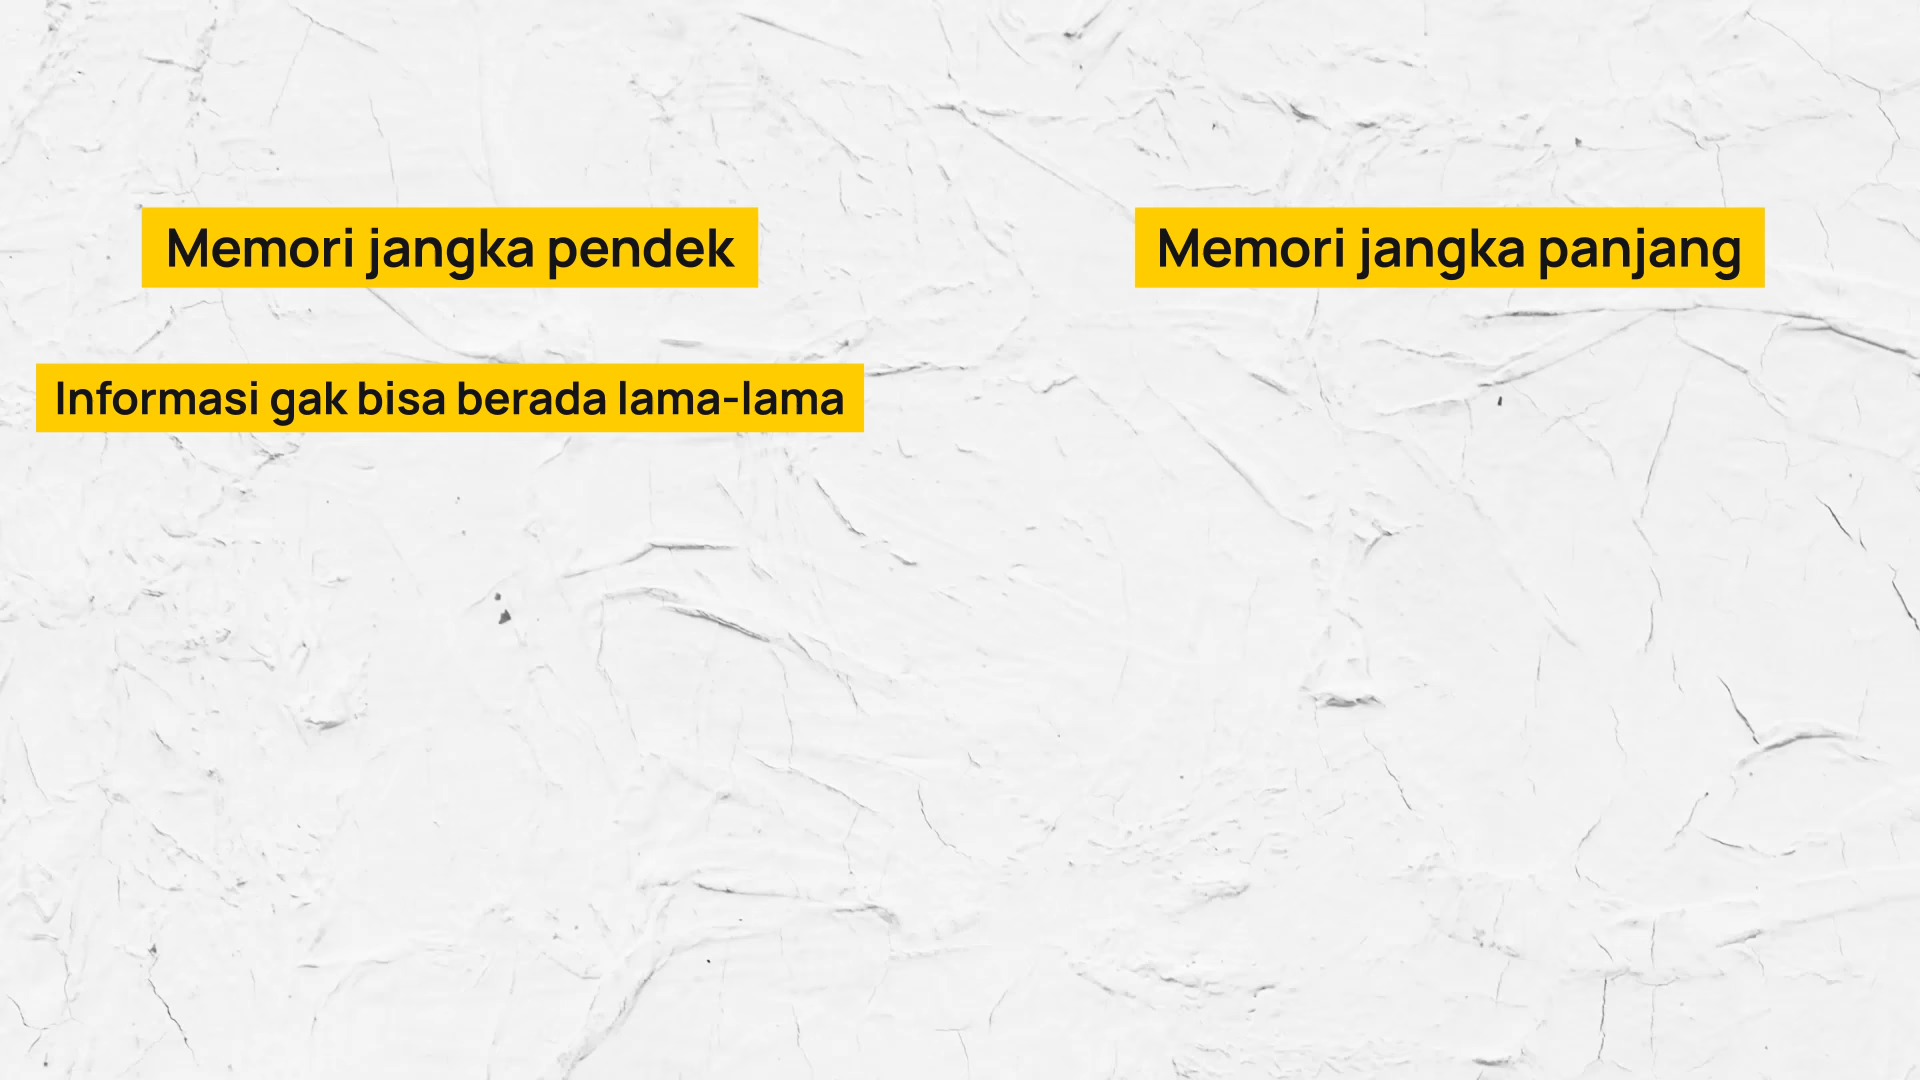 Memori jangka pendek
Memori jangka panjang
Informasi gak bisa berada lama-lama